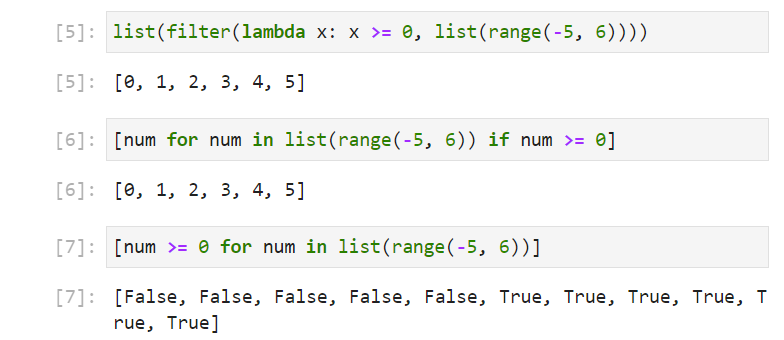 [5]: list(filter(lambda x: x >= 0, list(range(-5, 6))))
[5]: [0, 1, 2, 3, 4, 5]
[6]: [num for num in list(range(-5, 6)) if num >= 0]
[6]: [0, 1, 2, 3, 4, 5]
[7]: [num >= 0 for num in list(range(-5, 6))]
[7]: [False, False, False, False, False, True, True, True, True, T
rue, True]